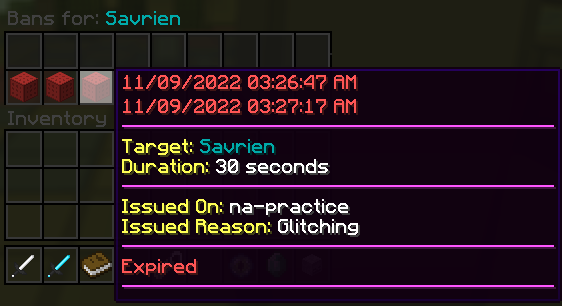 Bans for: Savrien
11/09/2022 03:26:47 AM
11/09/2022 03:27:17 AM
Target: Savrien
Duration: 30 seconds
Inventory
Issued On: na-practice
Issued Reason: Glitching
Expired